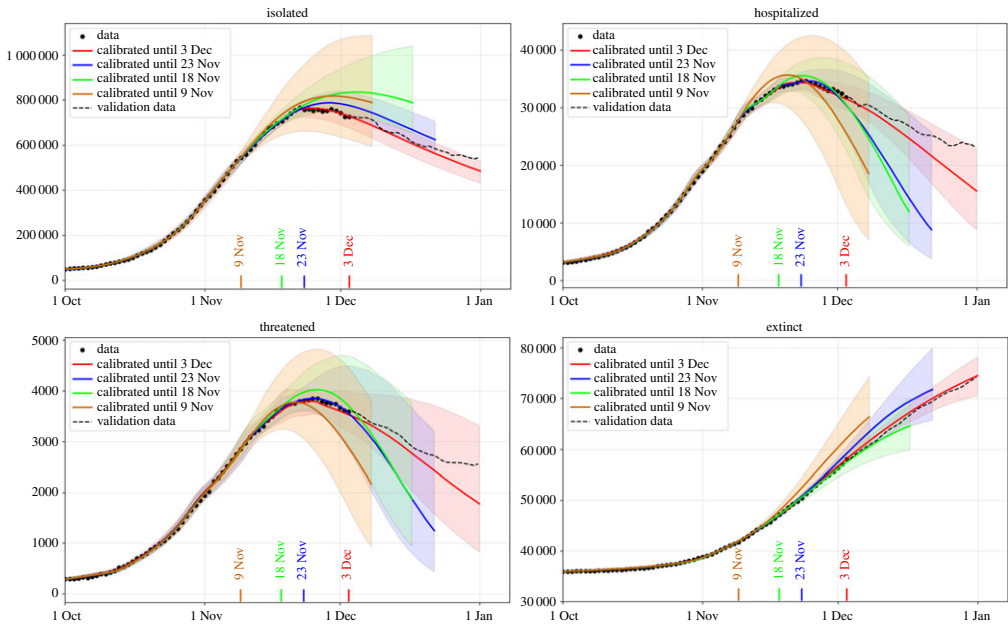 isolated
1 000 000
800 000
600 000
400 000
200 000
0
data
calibrated until 3 Dec
calibrated until 23 Nov
calibrated until 18 Nov
calibrated until 9 Nov
validation data
9 Nov
18 Nov
23 Nov
3 Dec
1 Oct
1 Nov
1 Dec
1 Jan
hospitalized
40 000
30 000
20 000
10 000
0
data
calibrated until 3 Dec
calibrated until 23 Nov
calibrated until 18 Nov
calibrated until 9 Nov
validation data
9 Nov
18 Nov
23 Nov
3 Dec
1 Oct
1 Nov
1 Dec
1 Jan
threatened
5000
4000
3000
2000
1000
0
data
calibrated until 3 Dec
calibrated until 23 Nov
calibrated until 18 Nov
calibrated until 9 Nov
validation data
9 Nov
18 Nov
23 Nov
3 Dec
1 Oct
1 Nov
1 Dec
1 Jan
extinct
80 000
70 000
60 000
50 000
40 000
30 000
data
calibrated until 3 Dec
calibrated until 23 Nov
calibrated until 18 Nov
calibrated until 9 Nov
validation data
9 Nov
18 Nov
23 Nov
3 Dec
1 Oct
1 Nov
1 Dec
1 Jan